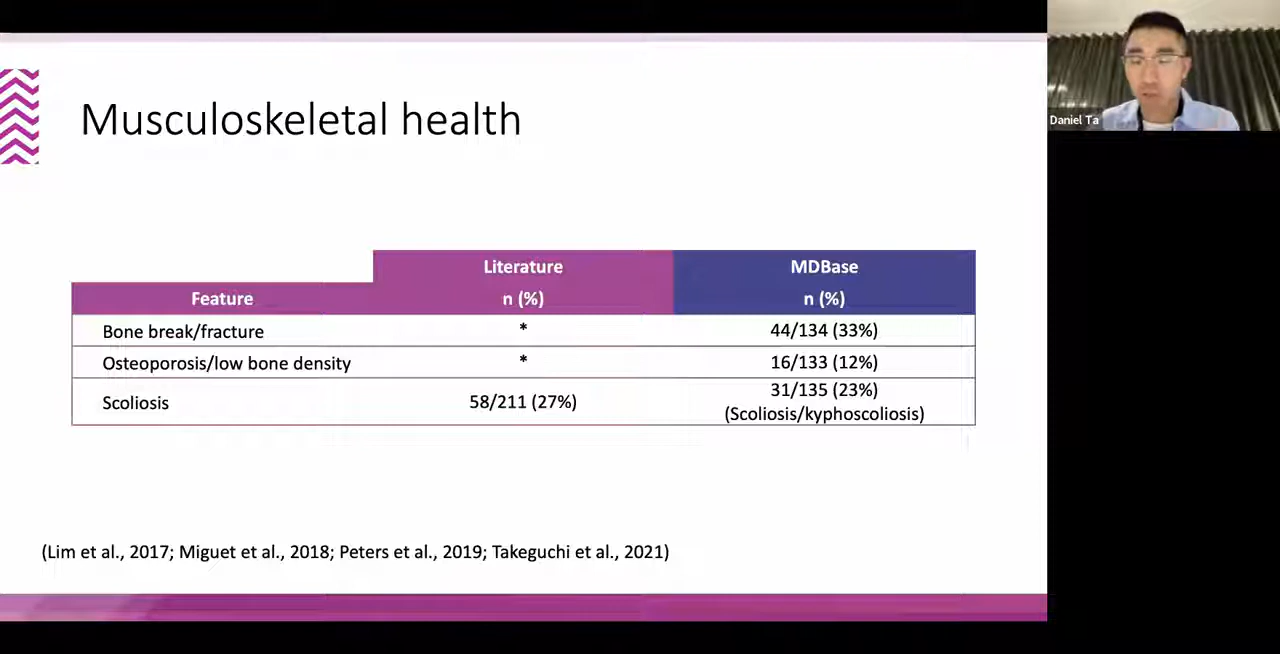 Musculoskeletal health
Daniel Ta
Literature MDBase
Feature n (%) n (%)
Bone break/fracture * 44/134 (33%)
Osteoporosis/low bone density * 16/133 (12%)
Scoliosis 58/211 (27%) 31/135 (23%)
(Scoliosis/kyphoscoliosis)
(Lim et al., 2017; Miguet et al., 2018; Peters et al., 2019; Takeguchi et al., 2021)